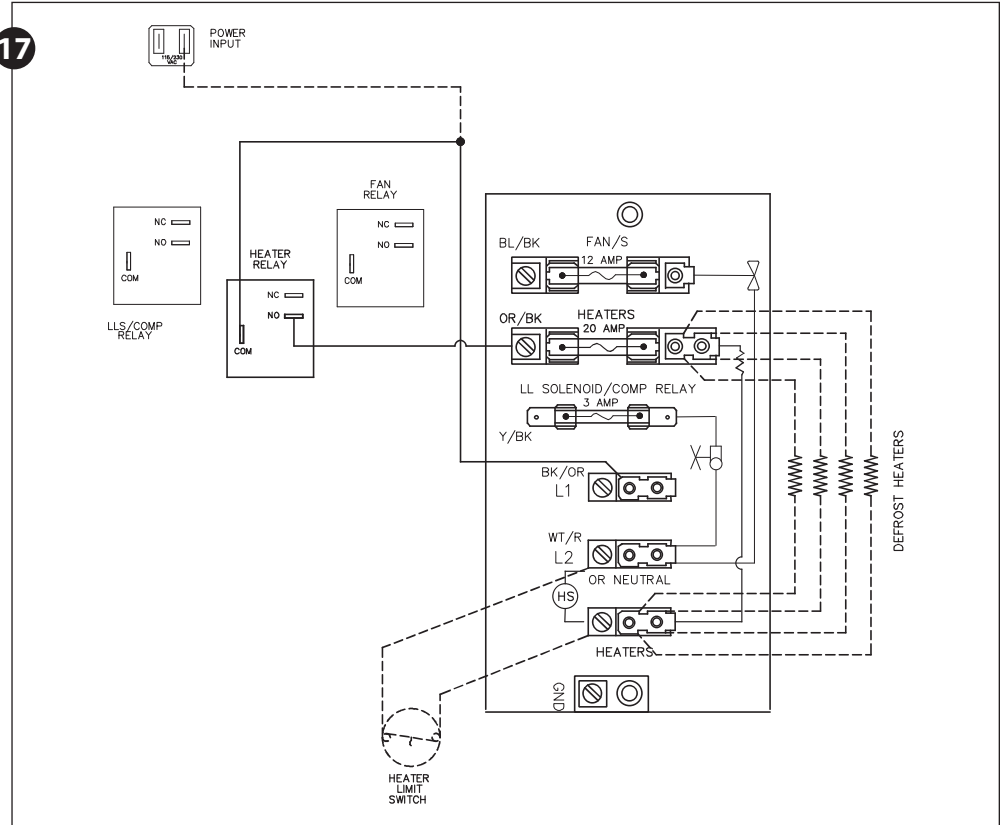 17
POWER
INPUT
115/230
VAC
FAN
RELAY
NC
NO
COM
NC
NO
COM
LLS/COMP
RELAY
HEATER
RELAY
NC
NO
COM
BL/BK
FAN/S
12 AMP
OR/BK
HEATERS
20 AMP
LL SOLENOID/COMP RELAY
3 AMP
Y/BK
BK/OR
L1
WT/R
L2
OR NEUTRAL
HS
HEATERS
GND
DEFROST HEATERS
HEATER
LIMIT
SWITCH